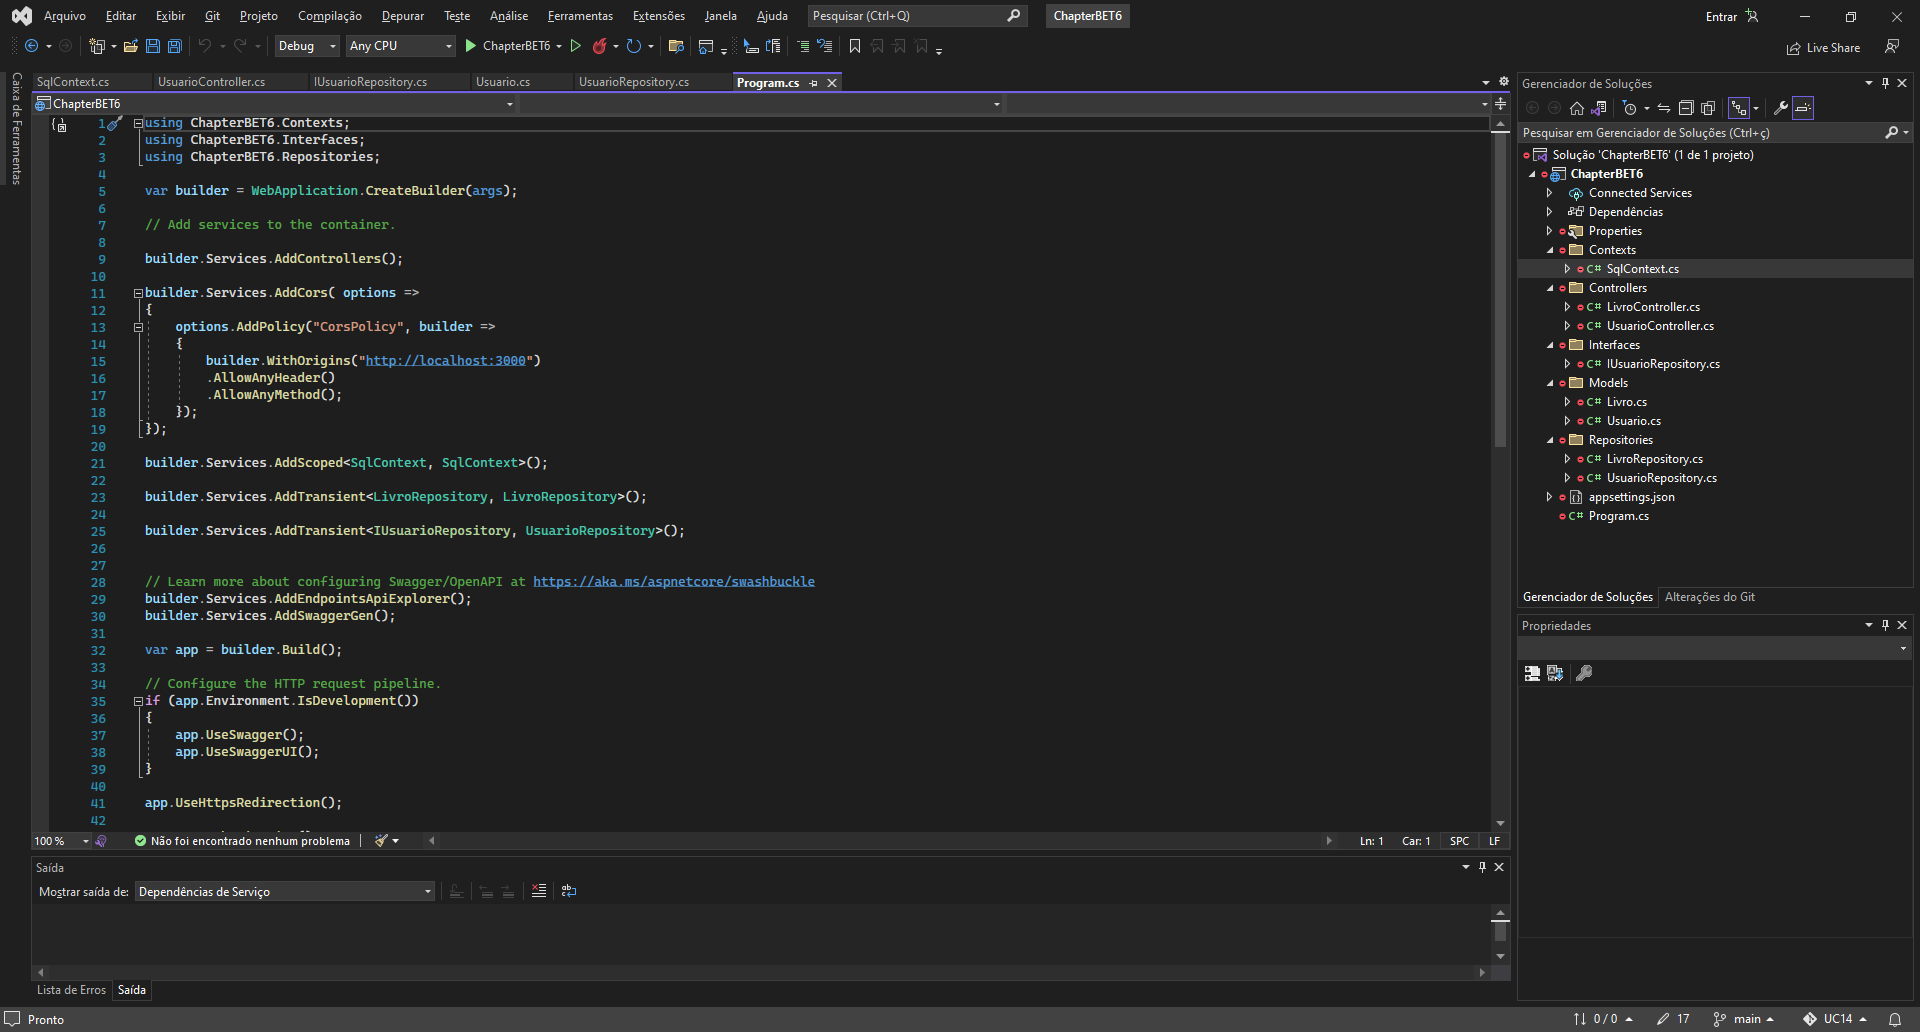 Arquivo Editar Exibir Git Projeto Compilação Depurar Teste Análise Ferramentas Extensões Janela Ajuda Pesquisar (Ctrl+Q) ChapterBET6 Entrar
Debug Any CPU ChapterBET6 Live Share
Caixa de Ferramentas
SqlContext.cs UsuarioController.cs IUsuarioRepository.cs Usuario.cs UsuarioRepository.cs Program.cs
ChapterBET6
1 using ChapterBET6.Contexts;
2 using ChapterBET6.Interfaces;
3 using ChapterBET6.Repositories;
4
5 var builder = WebApplication.CreateBuilder(args);
6
7 // Add services to the container.
8
9 builder.Services.AddControllers();
10
11 builder.Services.AddCors( options =>
12 {
13 options.AddPolicy("CorsPolicy", builder =>
14 {
15 builder.WithOrigins("http://localhost:3000")
16 .AllowAnyHeader()
17 .AllowAnyMethod();
18 });
19 });
20
21 builder.Services.AddScoped<SqlContext, SqlContext>();
22
23 builder.Services.AddTransient<LivroRepository, LivroRepository>();
24
25 builder.Services.AddTransient<IUsuarioRepository, UsuarioRepository>();
26
27
28 // Learn more about configuring Swagger/OpenAPI at https://aka.ms/aspnetcore/swashbuckle
29 builder.Services.AddEndpointsApiExplorer();
30 builder.Services.AddSwaggerGen();
31
32 var app = builder.Build();
33
34 // Configure the HTTP request pipeline.
35 if (app.Environment.IsDevelopment())
36 {
37 app.UseSwagger();
38 app.UseSwaggerUI();
39 }
40
41 app.UseHttpsRedirection();
42
100 % Não foi encontrado nenhum problema Ln: 1 Car: 1 SPC LF
Saída
Mostrar saída de: Dependências de Serviço
Lista de Erros Saída
Gerenciador de Soluções
Pesquisar em Gerenciador de Soluções (Ctrl+ç)
Solução 'ChapterBET6' (1 de 1 projeto)
ChapterBET6
Connected Services
Dependências
Properties
Contexts
C# SqlContext.cs
Controllers
C# LivroController.cs
C# UsuarioController.cs
Interfaces
C# IUsuarioRepository.cs
Models
C# Livro.cs
C# Usuario.cs
Repositories
C# LivroRepository.cs
C# UsuarioRepository.cs
appsettings.json
C# Program.cs
Gerenciador de Soluções Alterações do Git
Propriedades
Pronto 0 / 0 17 main UC14